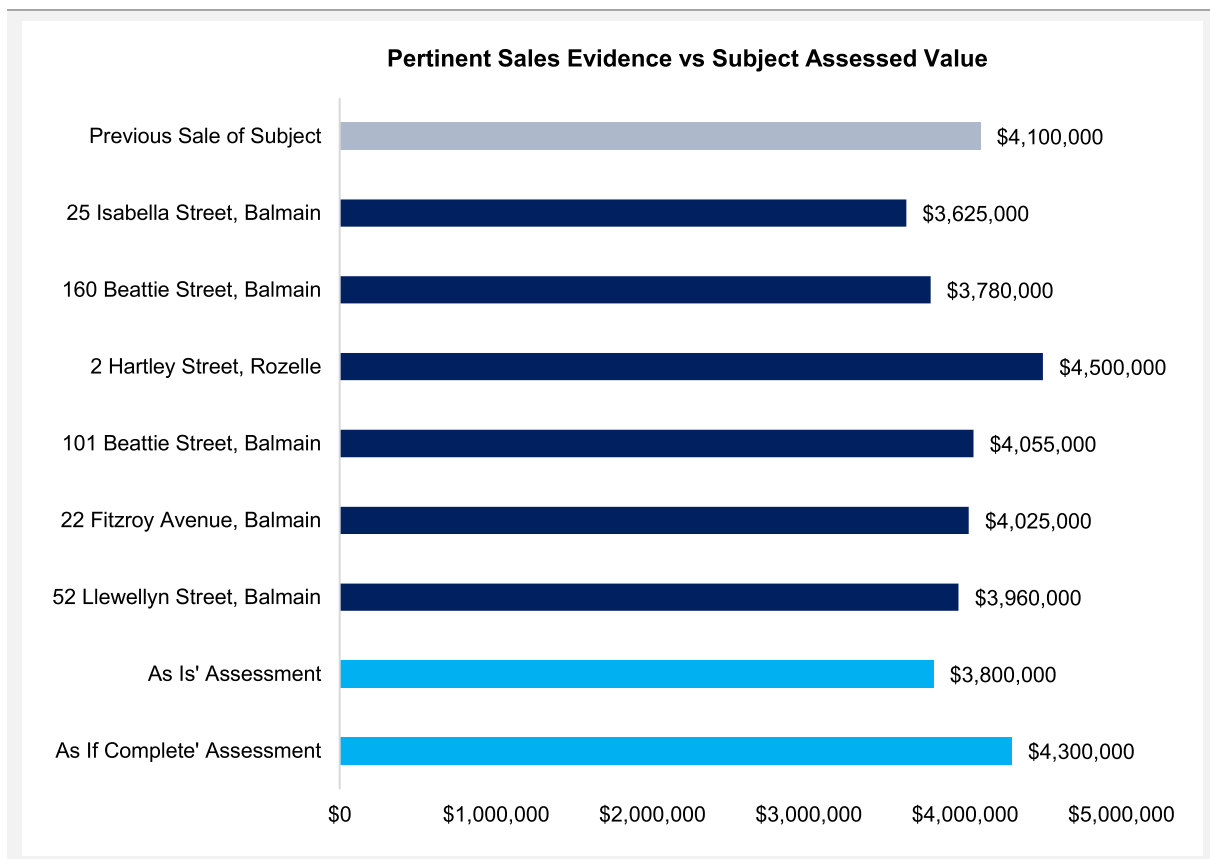 Pertinent Sales Evidence vs Subject Assessed Value
Previous Sale of Subject $4,100,000
25 Isabella Street, Balmain $3,625,000
160 Beattie Street, Balmain $3,780,000
2 Hartley Street, Rozelle $4,500,000
101 Beattie Street, Balmain $4,055,000
22 Fitzroy Avenue, Balmain $4,025,000
52 Llewellyn Street, Balmain $3,960,000
As Is' Assessment $3,800,000
As If Complete' Assessment $4,300,000
$0 $1,000,000 $2,000,000 $3,000,000 $4,000,000 $5,000,000